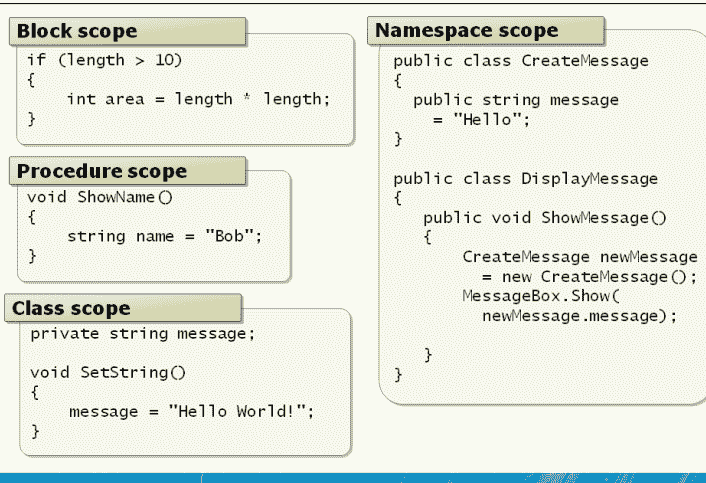 Block scope
if (length > 10)
{
int area = length * length;
}
Procedure scope
void ShowName()
{
string name = "Bob";
}
Class scope
private string message;
void SetString()
{
message = "Hello World!";
}
Namespace scope
public class CreateMessage
{
public string message
= "Hello";
}
public class DisplayMessage
{
public void ShowMessage()
{
CreateMessage newMessage
= new CreateMessage();
MessageBox.Show(
newMessage.message);
}
}